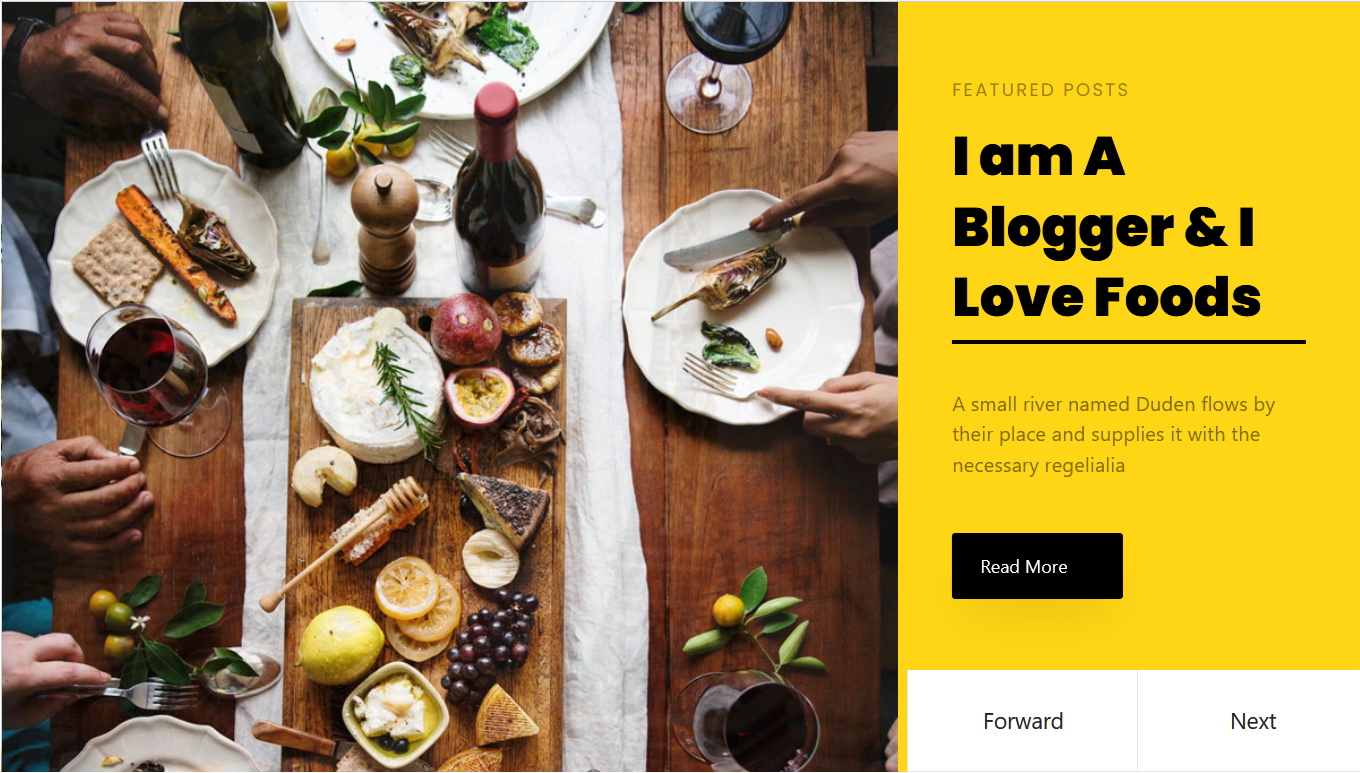 FEATURED POSTS
I am A
Blogger & I
Love Foods
A small river named Duden flows by
their place and supplies it with the
necessary regelialia
Read More
Forward
Next